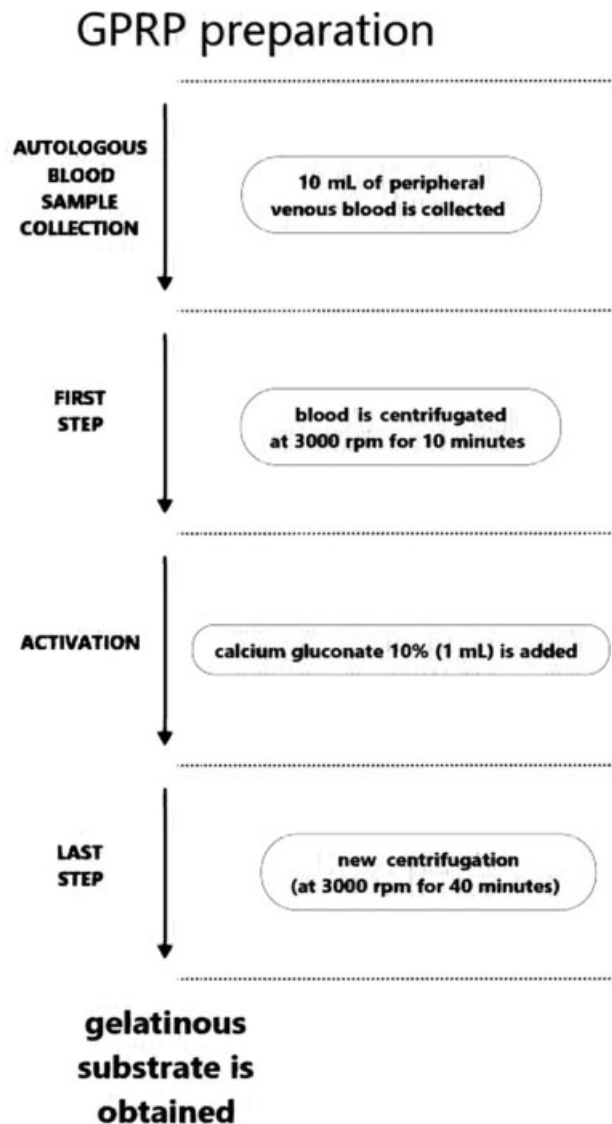 GPRP preparation
AUTOLOGOUS
BLOOD
SAMPLE
COLLECTION
10 mL of peripheral
venous blood is collected
FIRST
STEP
blood is centrifugated
at 3000 rpm for 10 minutes
ACTIVATION
calcium gluconate 10% (1 mL) is added
LAST
STEP
new centrifugation
(at 3000 rpm for 40 minutes)
gelatinous
substrate is
obtained